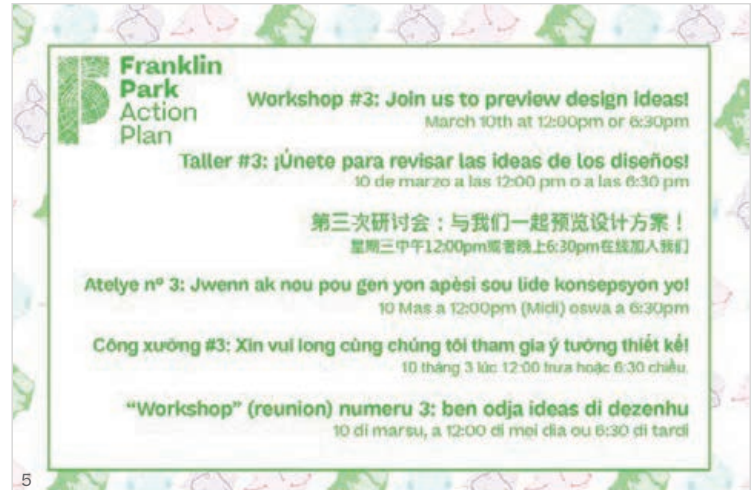 Franklin
Park
Action
Plan
Workshop #3: Join us to preview design ideas!
March 10th at 12:00pm or 6:30pm
Taller #3: ¡Únete para revisar las ideas de los diseños!
10 de marzo a las 12:00 pm o a las 6:30 pm
第三次研讨会：与我们一起预览设计方案！
星期三中午12:00pm或者晚上6:30pm在线加入我们
Atelye nº 3: Jwenn ak nou pou gen yon apèsi sou lide konsepsyon yo!
10 Mas a 12:00pm (Midi) oswa a 6:30pm
Công xưởng #3: Xin vui long cùng chúng tôi tham gia ý tưởng thiết kế!
10 tháng 3 lúc 12:00 trưa hoặc 6:30 chiều.
“Workshop” (reunion) numeru 3: ben odja ideas di dezenhu
10 di marsu, a 12:00 di mei dia ou 6:30 di tardi
5